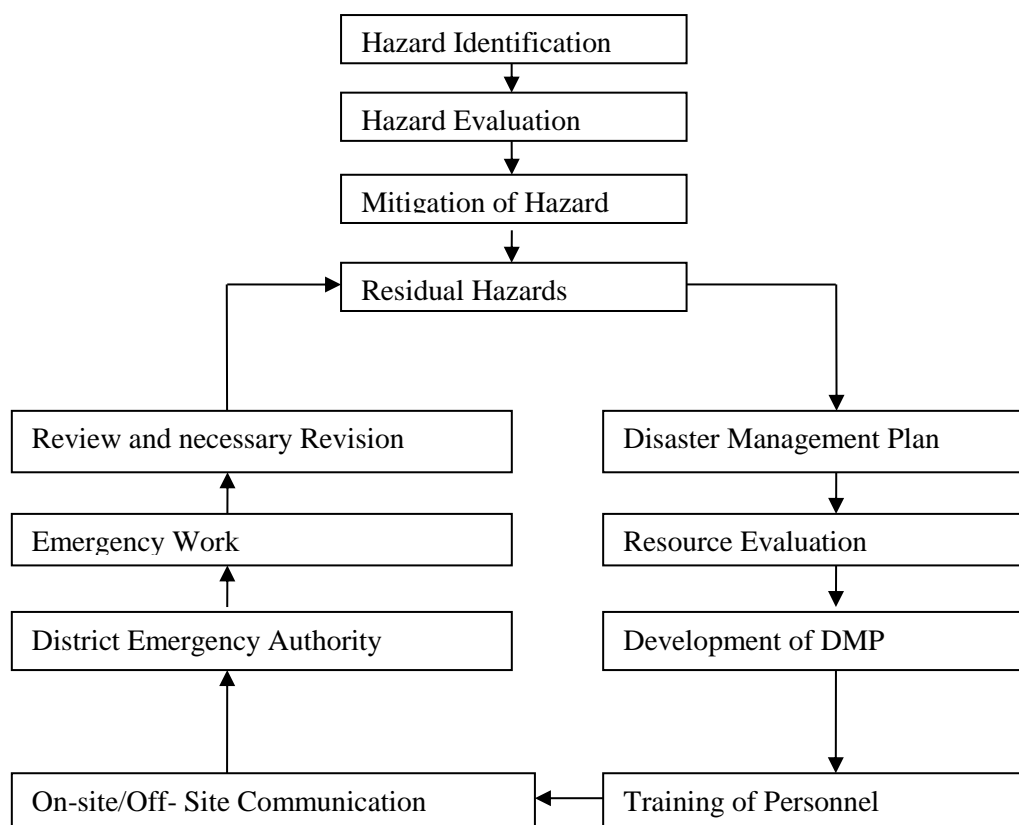 Hazard Identification
Hazard Evaluation
Mitigation of Hazard
Residual Hazards
Review and necessary Revision
Disaster Management Plan
Emergency Work
Resource Evaluation
District Emergency Authority
Development of DMP
On-site/Off- Site Communication
Training of Personnel